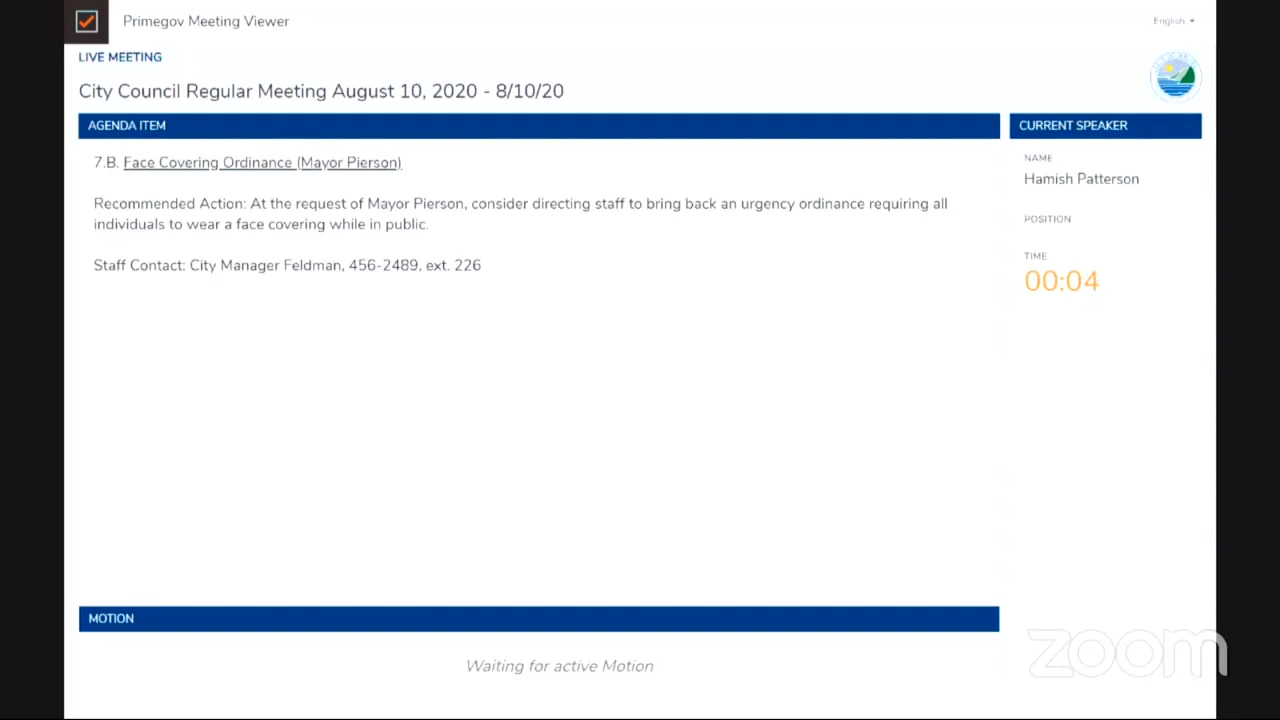 Primegov Meeting Viewer
English
LIVE MEETING
City Council Regular Meeting August 10, 2020 - 8/10/20
AGENDA ITEM
7.B. Face Covering Ordinance (Mayor Pierson)
Recommended Action: At the request of Mayor Pierson, consider directing staff to bring back an urgency ordinance requiring all
individuals to wear a face covering while in public.
Staff Contact: City Manager Feldman, 456-2489, ext. 226
CURRENT SPEAKER
NAME
Hamish Patterson
POSITION
TIME
00:04
MOTION
Waiting for active Motion
zoom